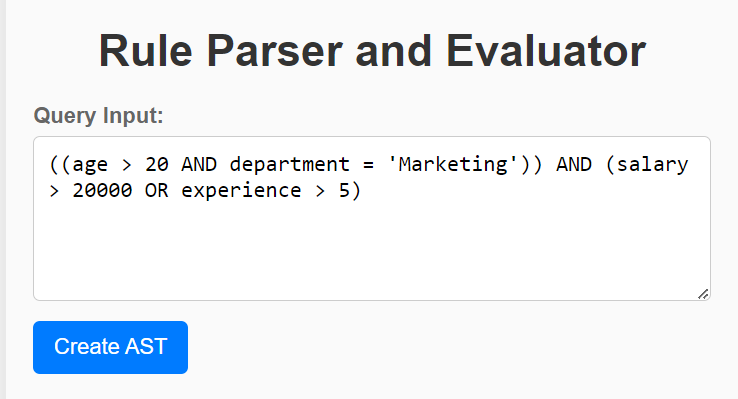 Rule Parser and Evaluator
Query Input:
((age > 20 AND department = 'Marketing')) AND (salary
> 20000 OR experience > 5)
Create AST